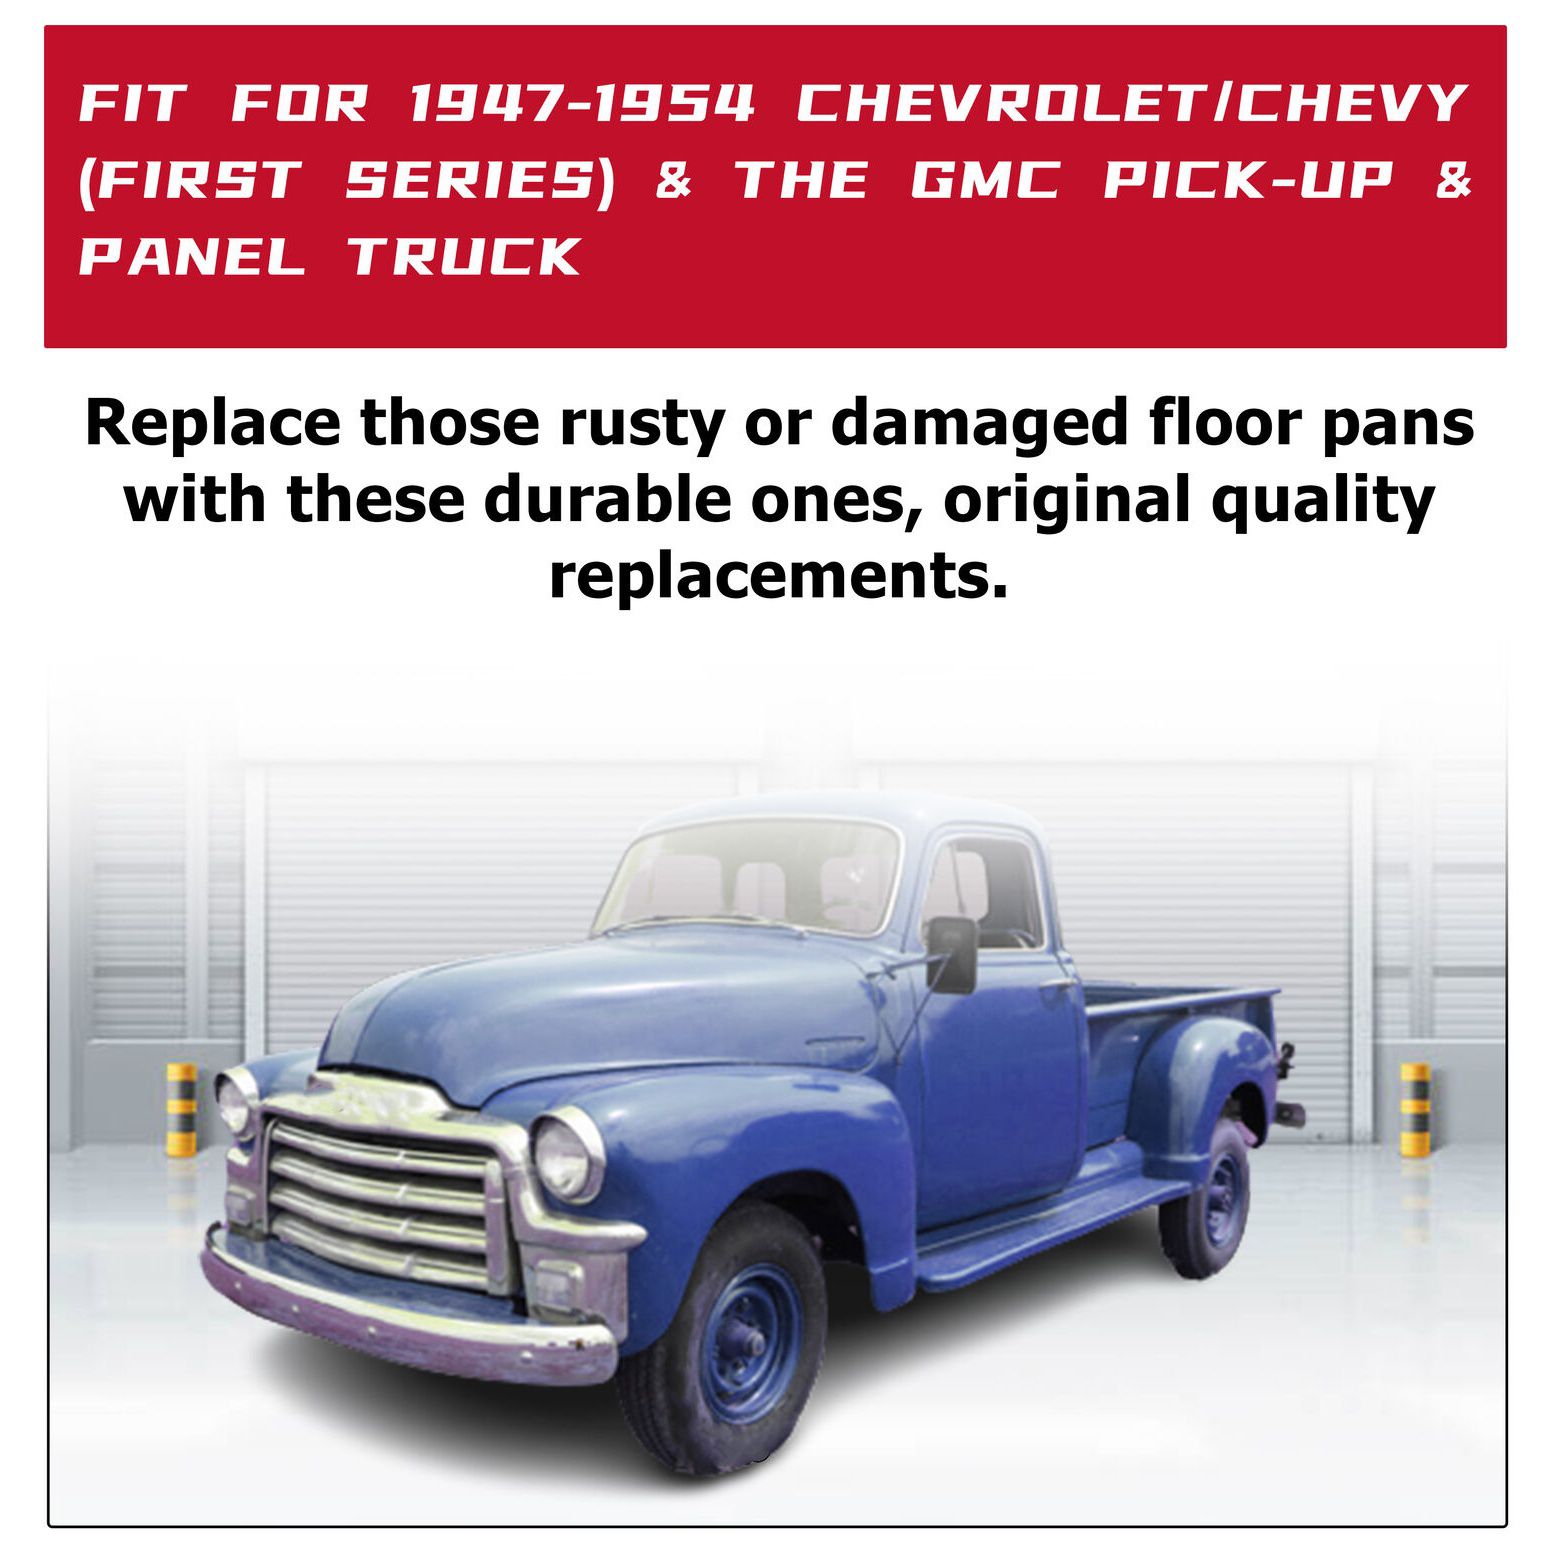 FIT FOR 1947-1954 CHEVROLET/CHEVY
(FIRST SERIES) & THE GMC PICK-UP &
PANEL TRUCK
Replace those rusty or damaged floor pans
with these durable ones, original quality
replacements.